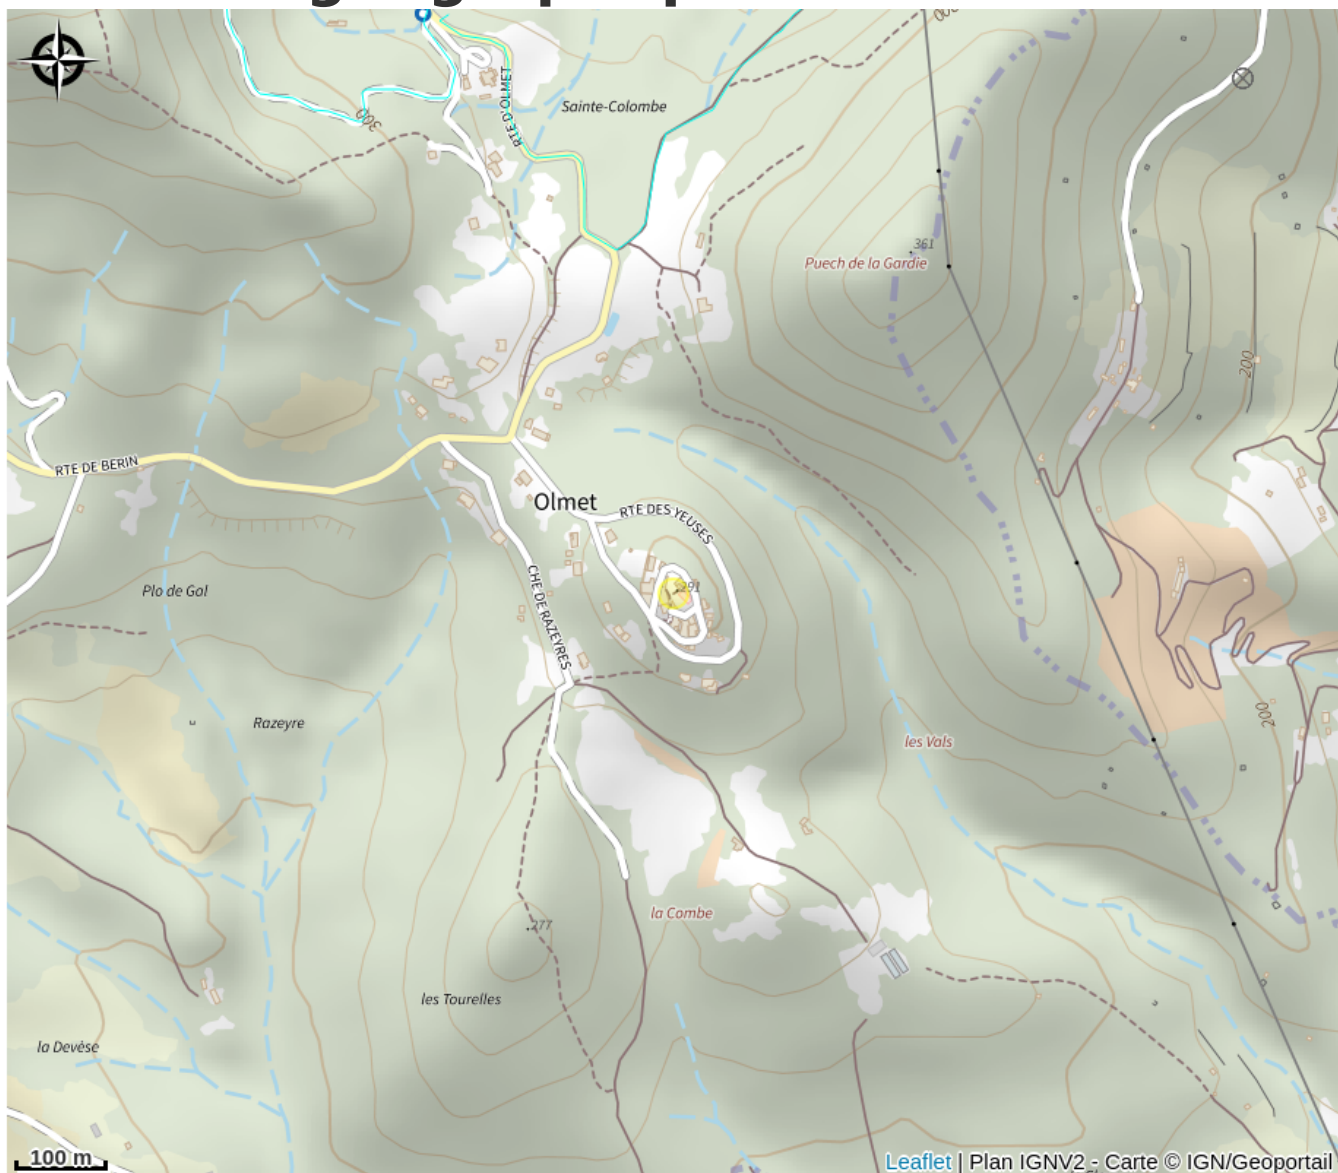 300
RTE D'OLMET
Sainte-Colombe
361
Puech de la Gardie
200
RTE DE BERIN
Olmet
RTE DES YEUSES
291
Plo de Gol
CHE DE RAZEYRES
Razeyre
les Vals
200
la Combe
277
les Tourelles
la Devèse
100 m
Leaflet | Plan IGNV2 - Carte © IGN/Geoportail